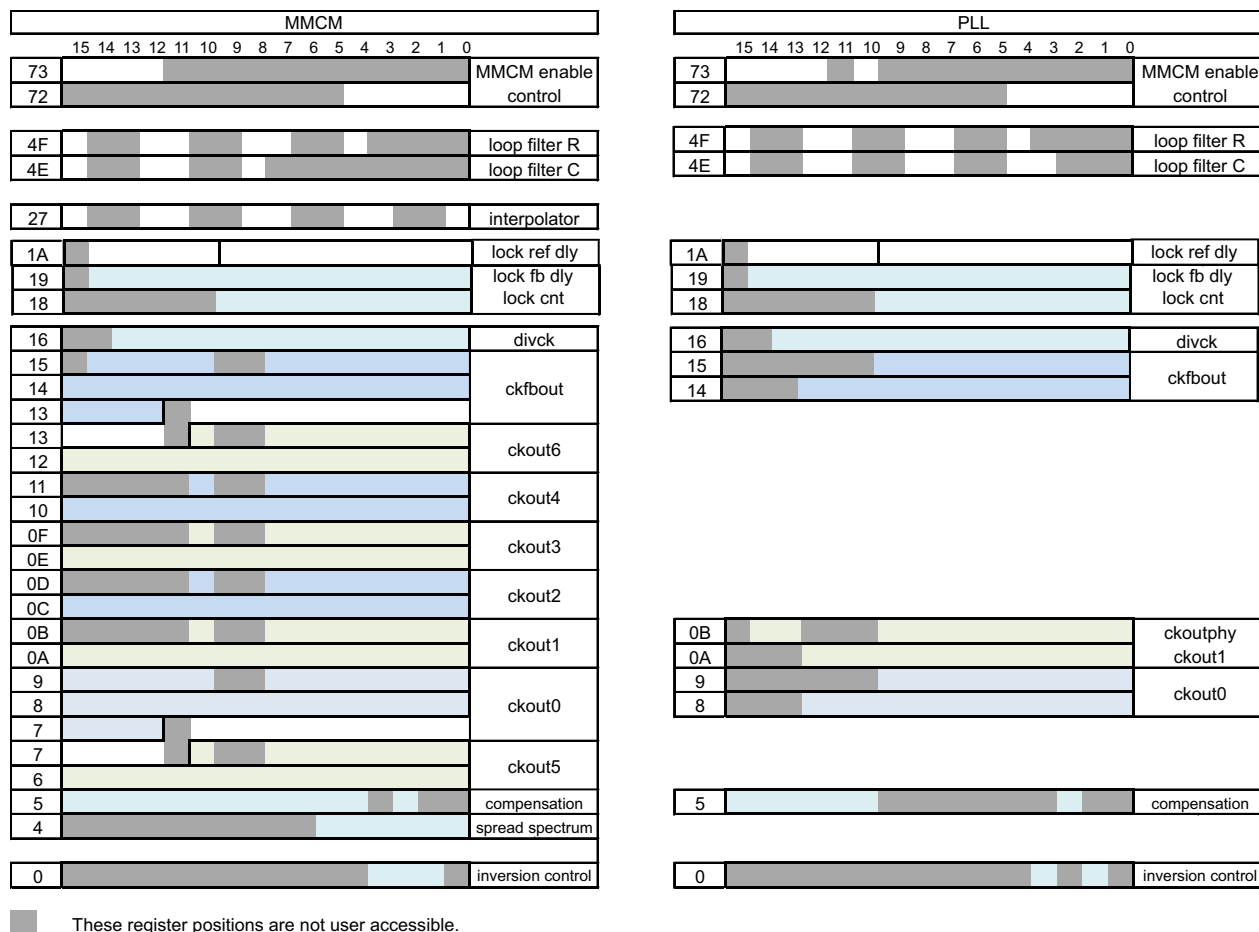 MMCM
15 14 13 12 11 10 9 8 7 6 5 4 3 2 1 0
73 MMCM enable
72 control
4F loop filter R
4E loop filter C
27 interpolator
1A lock ref dly
19 lock fb dly
18 lock cnt
16 divck
15
14 ckfbout
13
13
12 ckout6
11
10 ckout4
0F
0E ckout3
0D
0C ckout2
0B
0A ckout1
9
8 ckout0
7
7
6 ckout5
5 compensation
4 spread spectrum
0 inversion control
PLL
15 14 13 12 11 10 9 8 7 6 5 4 3 2 1 0
73 MMCM enable
72 control
4F loop filter R
4E loop filter C
1A lock ref dly
19 lock fb dly
18 lock cnt
16 divck
15
14 ckfbout
0B ckoutphy
0A ckout1
9
8 ckout0
5 compensation
0 inversion control
These register positions are not user accessible.